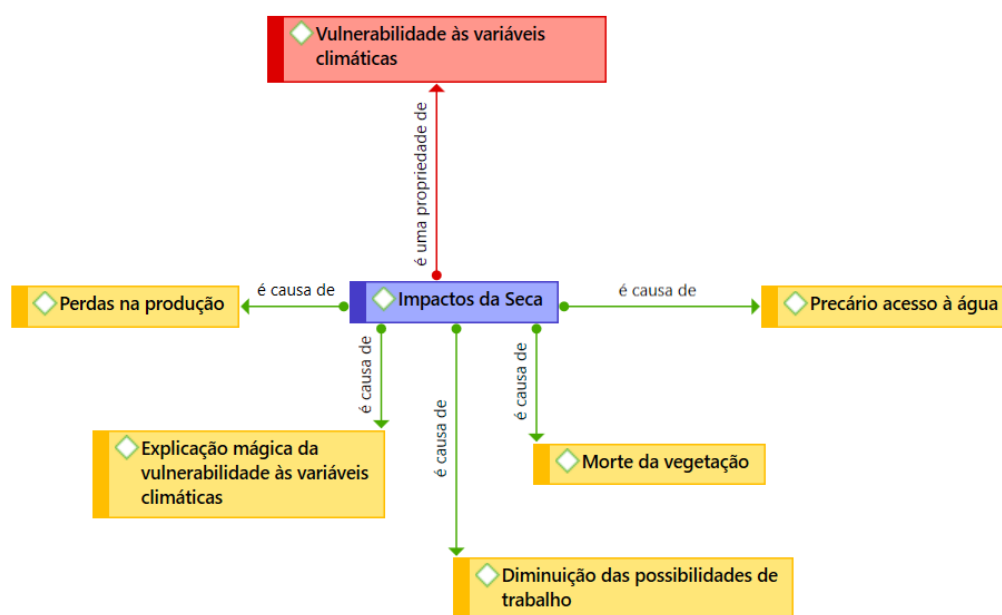 Vulnerabilidade às variáveis
climáticas
é uma propriedade de
Perdas na produção
é causa de
Impactos da Seca
é causa de
Precário acesso à água
é causa de
é causa de
é causa de
Explicação mágica da
vulnerabilidade às variáveis
climáticas
Morte da vegetação
Diminuição das possibilidades de
trabalho